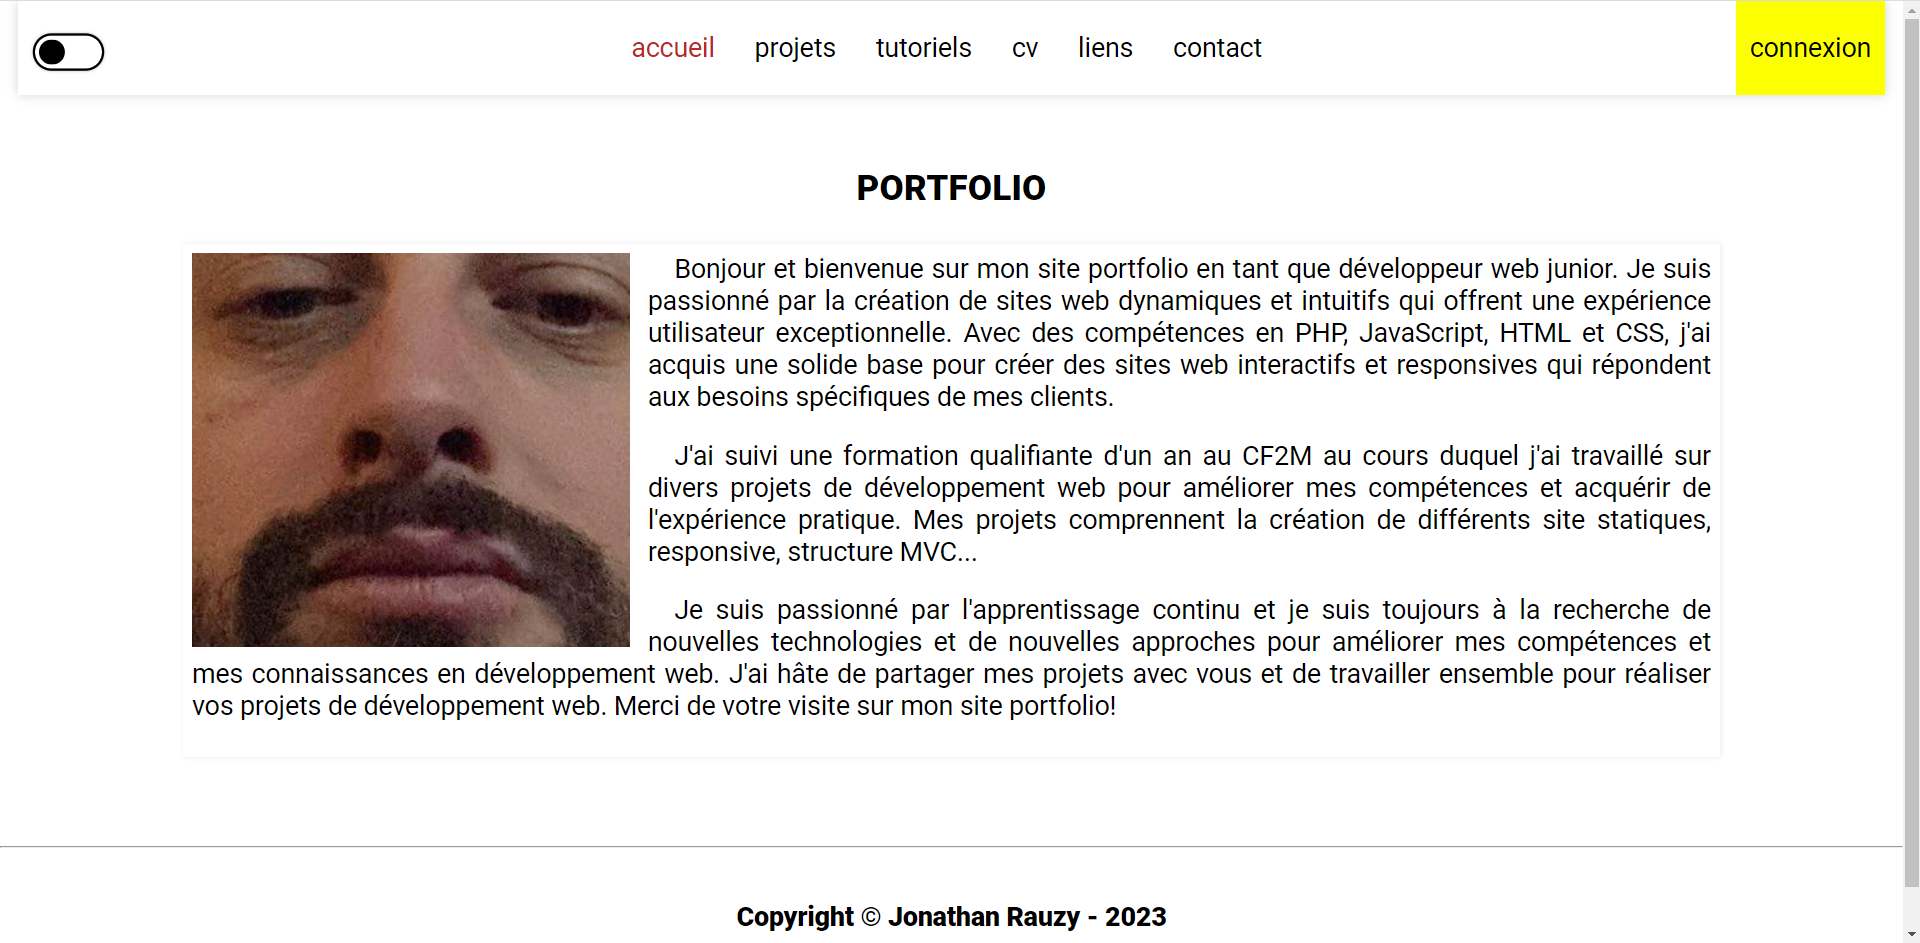 accueil projets tutoriels cv liens contact connexion
PORTFOLIO
Bonjour et bienvenue sur mon site portfolio en tant que développeur web junior. Je suis
passionné par la création de sites web dynamiques et intuitifs qui offrent une expérience
utilisateur exceptionnelle. Avec des compétences en PHP, JavaScript, HTML et CSS, j'ai
acquis une solide base pour créer des sites web interactifs et responsives qui répondent
aux besoins spécifiques de mes clients.
J'ai suivi une formation qualifiante d'un an au CF2M au cours duquel j'ai travaillé sur
divers projets de développement web pour améliorer mes compétences et acquérir de
l'expérience pratique. Mes projets comprennent la création de différents site statiques,
responsive, structure MVC...
Je suis passionné par l'apprentissage continu et je suis toujours à la recherche de
nouvelles technologies et de nouvelles approches pour améliorer mes compétences et
mes connaissances en développement web. J'ai hâte de partager mes projets avec vous et de travailler ensemble pour réaliser
vos projets de développement web. Merci de votre visite sur mon site portfolio!
Copyright © Jonathan Rauzy - 2023